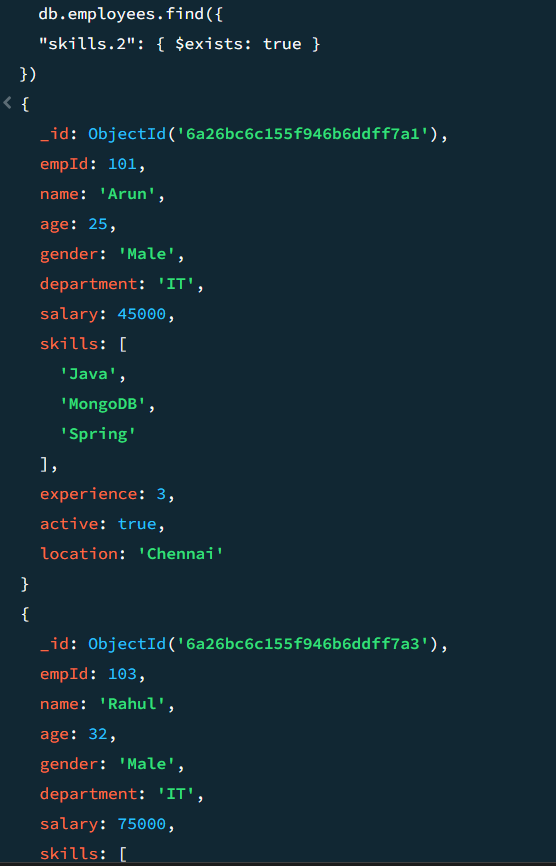 db.employees.find({
"skills.2": { $exists: true }
})
{
_id: ObjectId('6a26bc6c155f946b6ddff7a1'),
empId: 101,
name: 'Arun',
age: 25,
gender: 'Male',
department: 'IT',
salary: 45000,
skills: [
'Java',
'MongoDB',
'Spring'
],
experience: 3,
active: true,
location: 'Chennai'
}
{
_id: ObjectId('6a26bc6c155f946b6ddff7a3'),
empId: 103,
name: 'Rahul',
age: 32,
gender: 'Male',
department: 'IT',
salary: 75000,
skills: [